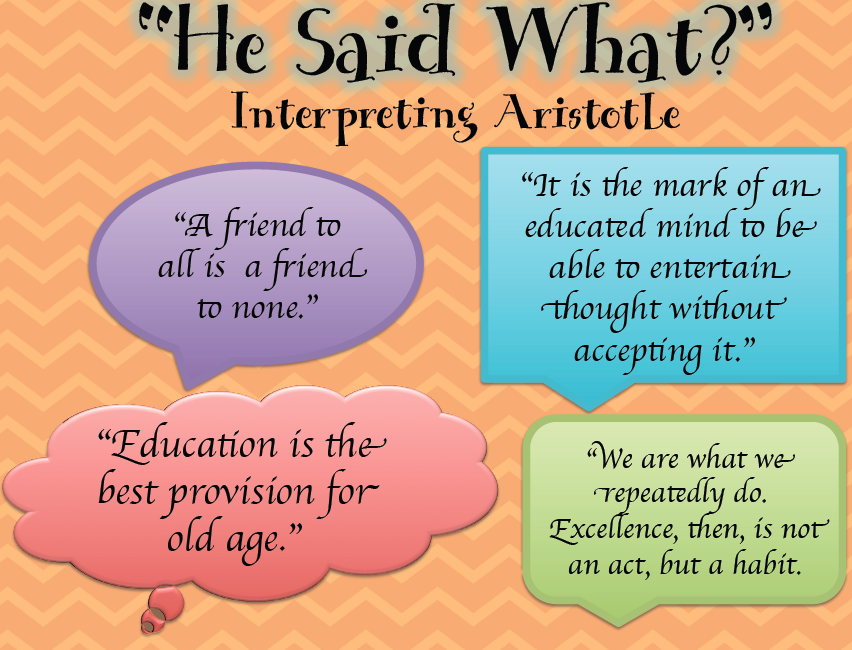 “He Said What?”
Interpreting Aristotle
“A friend to
all is a friend
to none.”
“It is the mark of an
educated mind to be
able to entertain
thought without
accepting it.”
“Education is the
best provision for
old age.”
“We are what we
repeatedly do.
Excellence, then, is not
an act, but a habit.